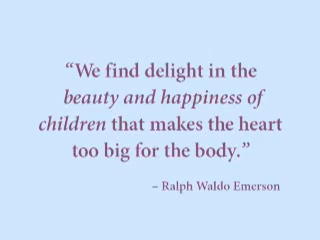 “We find delight in the
beauty and happiness of
children that makes the heart
too big for the body.”
– Ralph Waldo Emerson